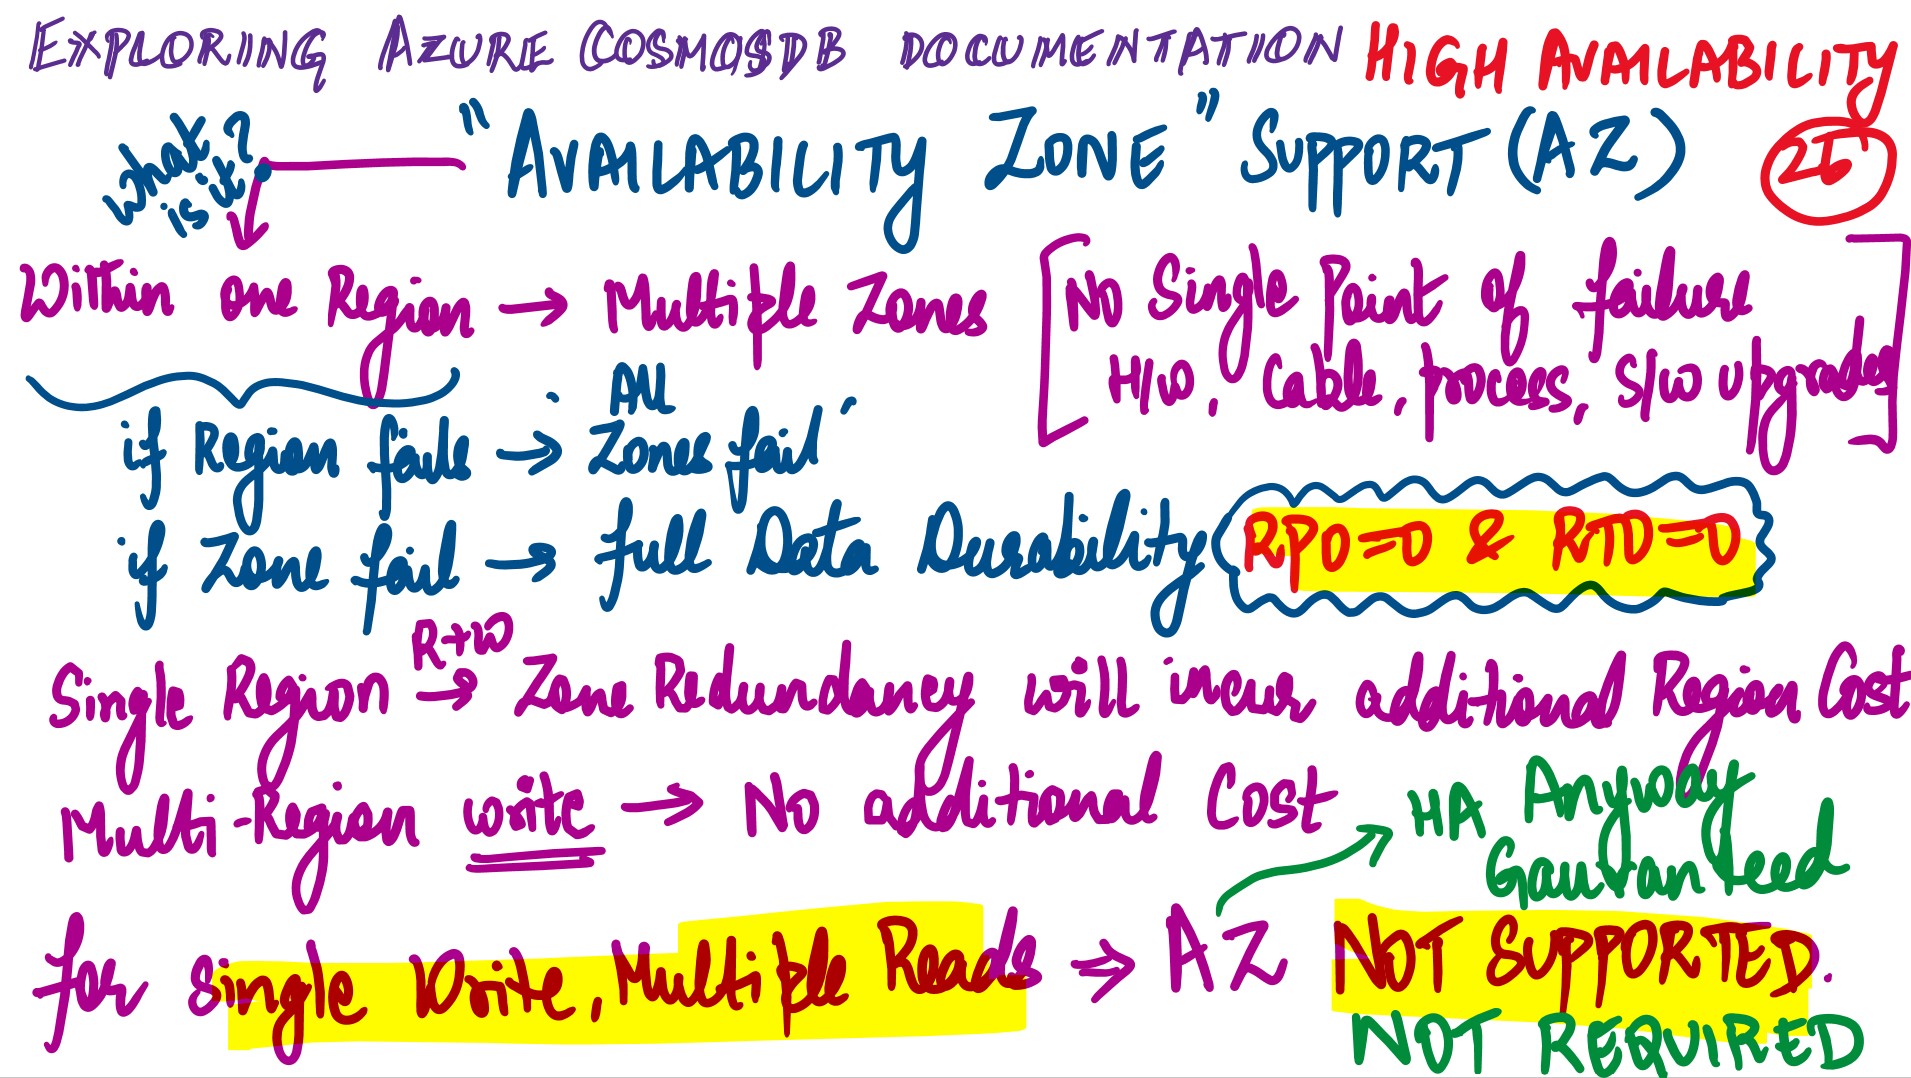 EXPLORING AZURE COSMOSDB DOCUMENTATION HIGH AVAILABILITY
what is it? "AVAILABILITY ZONE" SUPPORT (AZ)
Within one Region → Multiple Zones
[No Single Point of failure
H/W, Cable, process, S/W upgrades]
if Region fails → All Zones fail
if Zone fail → full Data Durability RPO=0 & RTO=0
Single Region R+W → Zone Redundancy will incur additional Region Cost
Multi-Region write → No additional Cost
HA Anyway
Gauranteed
for Single Write, Multiple Reads → AZ NOT SUPPORTED.
NOT REQUIRED